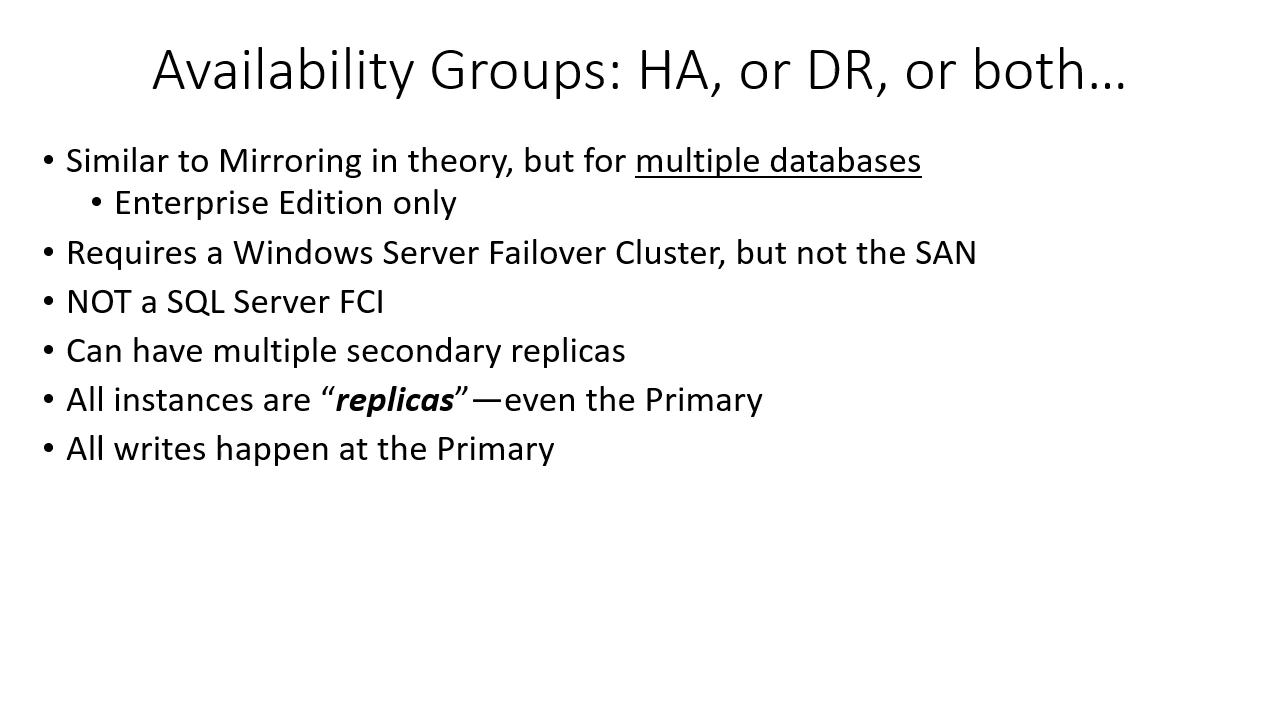 Availability Groups: HA, or DR, or both…
• Similar to Mirroring in theory, but for multiple databases
• Enterprise Edition only
• Requires a Windows Server Failover Cluster, but not the SAN
• NOT a SQL Server FCI
• Can have multiple secondary replicas
• All instances are “replicas”—even the Primary
• All writes happen at the Primary